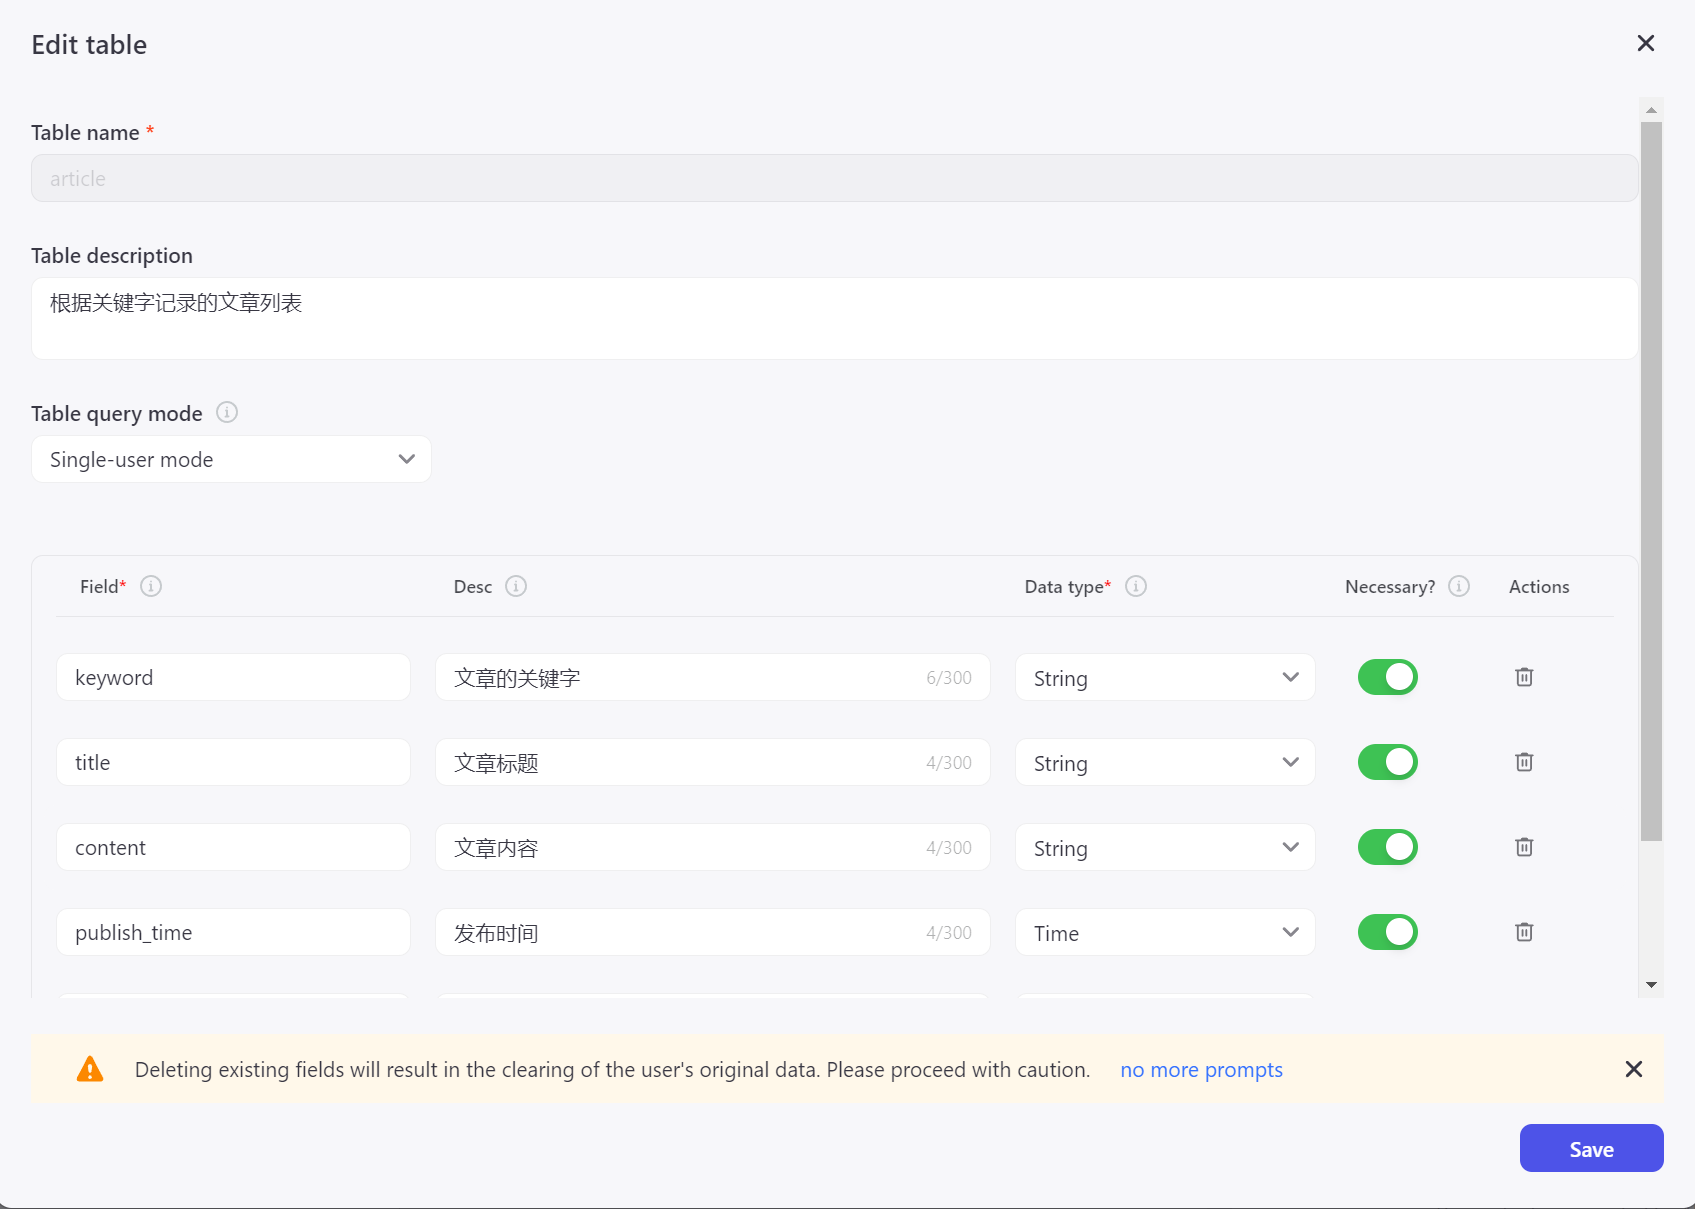 Edit table
Table name *
article
Table description
根据关键字记录的文章列表
Table query mode
Single-user mode
Field* Desc Data type* Necessary? Actions
keyword 文章的关键字 6/300 String
title 文章标题 4/300 String
content 文章内容 4/300 String
publish_time 发布时间 4/300 Time
Deleting existing fields will result in the clearing of the user's original data. Please proceed with caution. no more prompts
Save